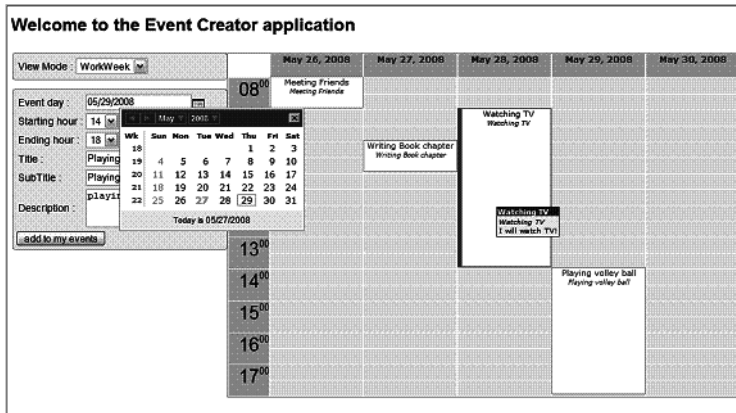 Welcome to the Event Creator application
View Mode : WorkWeek
Event day : 05/29/2008
Starting hour : 14
Ending hour : 18
Title : Playing
SubTitle : Playing
Description : playin
add to my events
May 2008 x
Wk Sun Mon Tue Wed Thu Fri Sat
18 1 2 3
19 4 5 6 7 8 9 10
20 11 12 13 14 15 16 17
21 18 19 20 21 22 23 24
22 25 26 27 28 29 30 31
Today is 05/27/2008
May 26, 2008 May 27, 2008 May 28, 2008 May 29, 2008 May 30, 2008
08 00
Meeting Friends
Meeting Friends
Writing Book chapter
Writing Book chapter
Watching TV
Watching TV
Watching TV
Watching TV
I will watch TV!
13 00
14 00
Playing volley ball
Playing volley ball
15 00
16 00
17 00